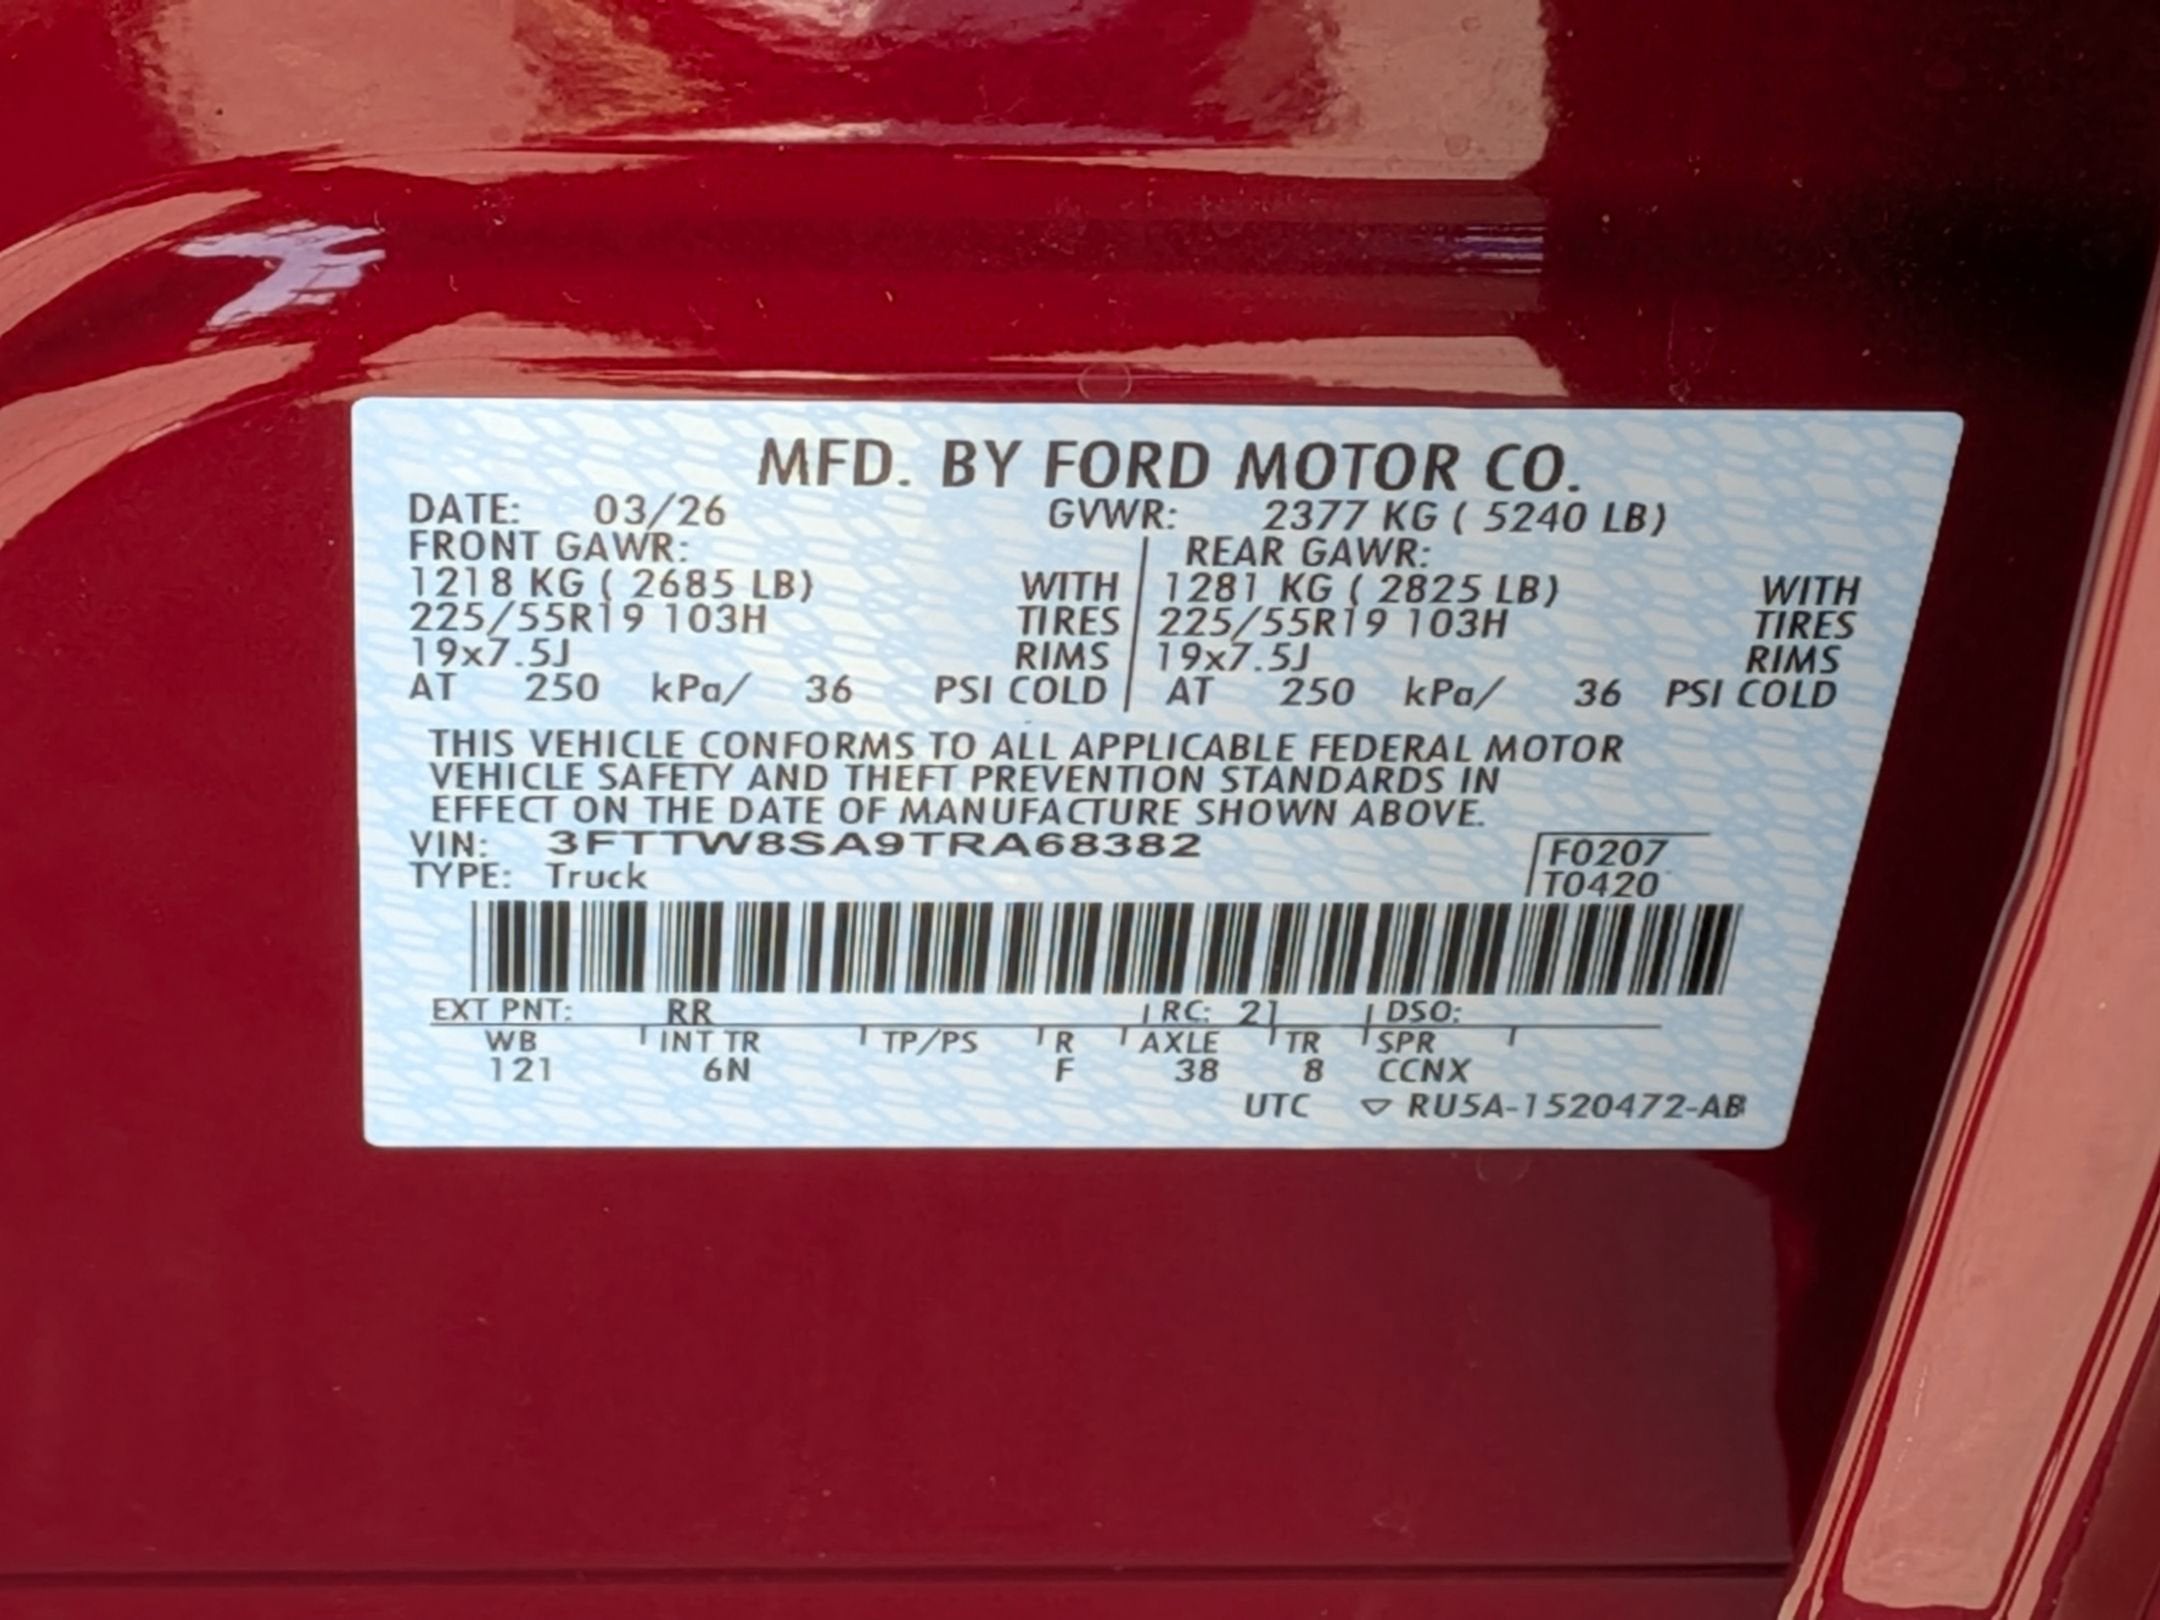 MFD. BY FORD MOTOR CO.
DATE: 03/26 GVWR: 2377 KG ( 5240 LB)
FRONT GAWR: REAR GAWR:
1218 KG ( 2685 LB) WITH 1281 KG ( 2825 LB) WITH
225/55R19 103H TIRES 225/55R19 103H TIRES
19x7.5J RIMS 19x7.5J RIMS
AT 250 kPa/ 36 PSI COLD AT 250 kPa/ 36 PSI COLD
THIS VEHICLE CONFORMS TO ALL APPLICABLE FEDERAL MOTOR
VEHICLE SAFETY AND THEFT PREVENTION STANDARDS IN
EFFECT ON THE DATE OF MANUFACTURE SHOWN ABOVE.
VIN: 3FTTW8SA9TRA68382 F0207
TYPE: Truck T0420
EXT PNT: RR RC: 21 DSO:
WB INT TR TP/PS R AXLE TR SPR
121 6N F 38 8 CCNX
UTC ▽ RU5A-1520472-AB